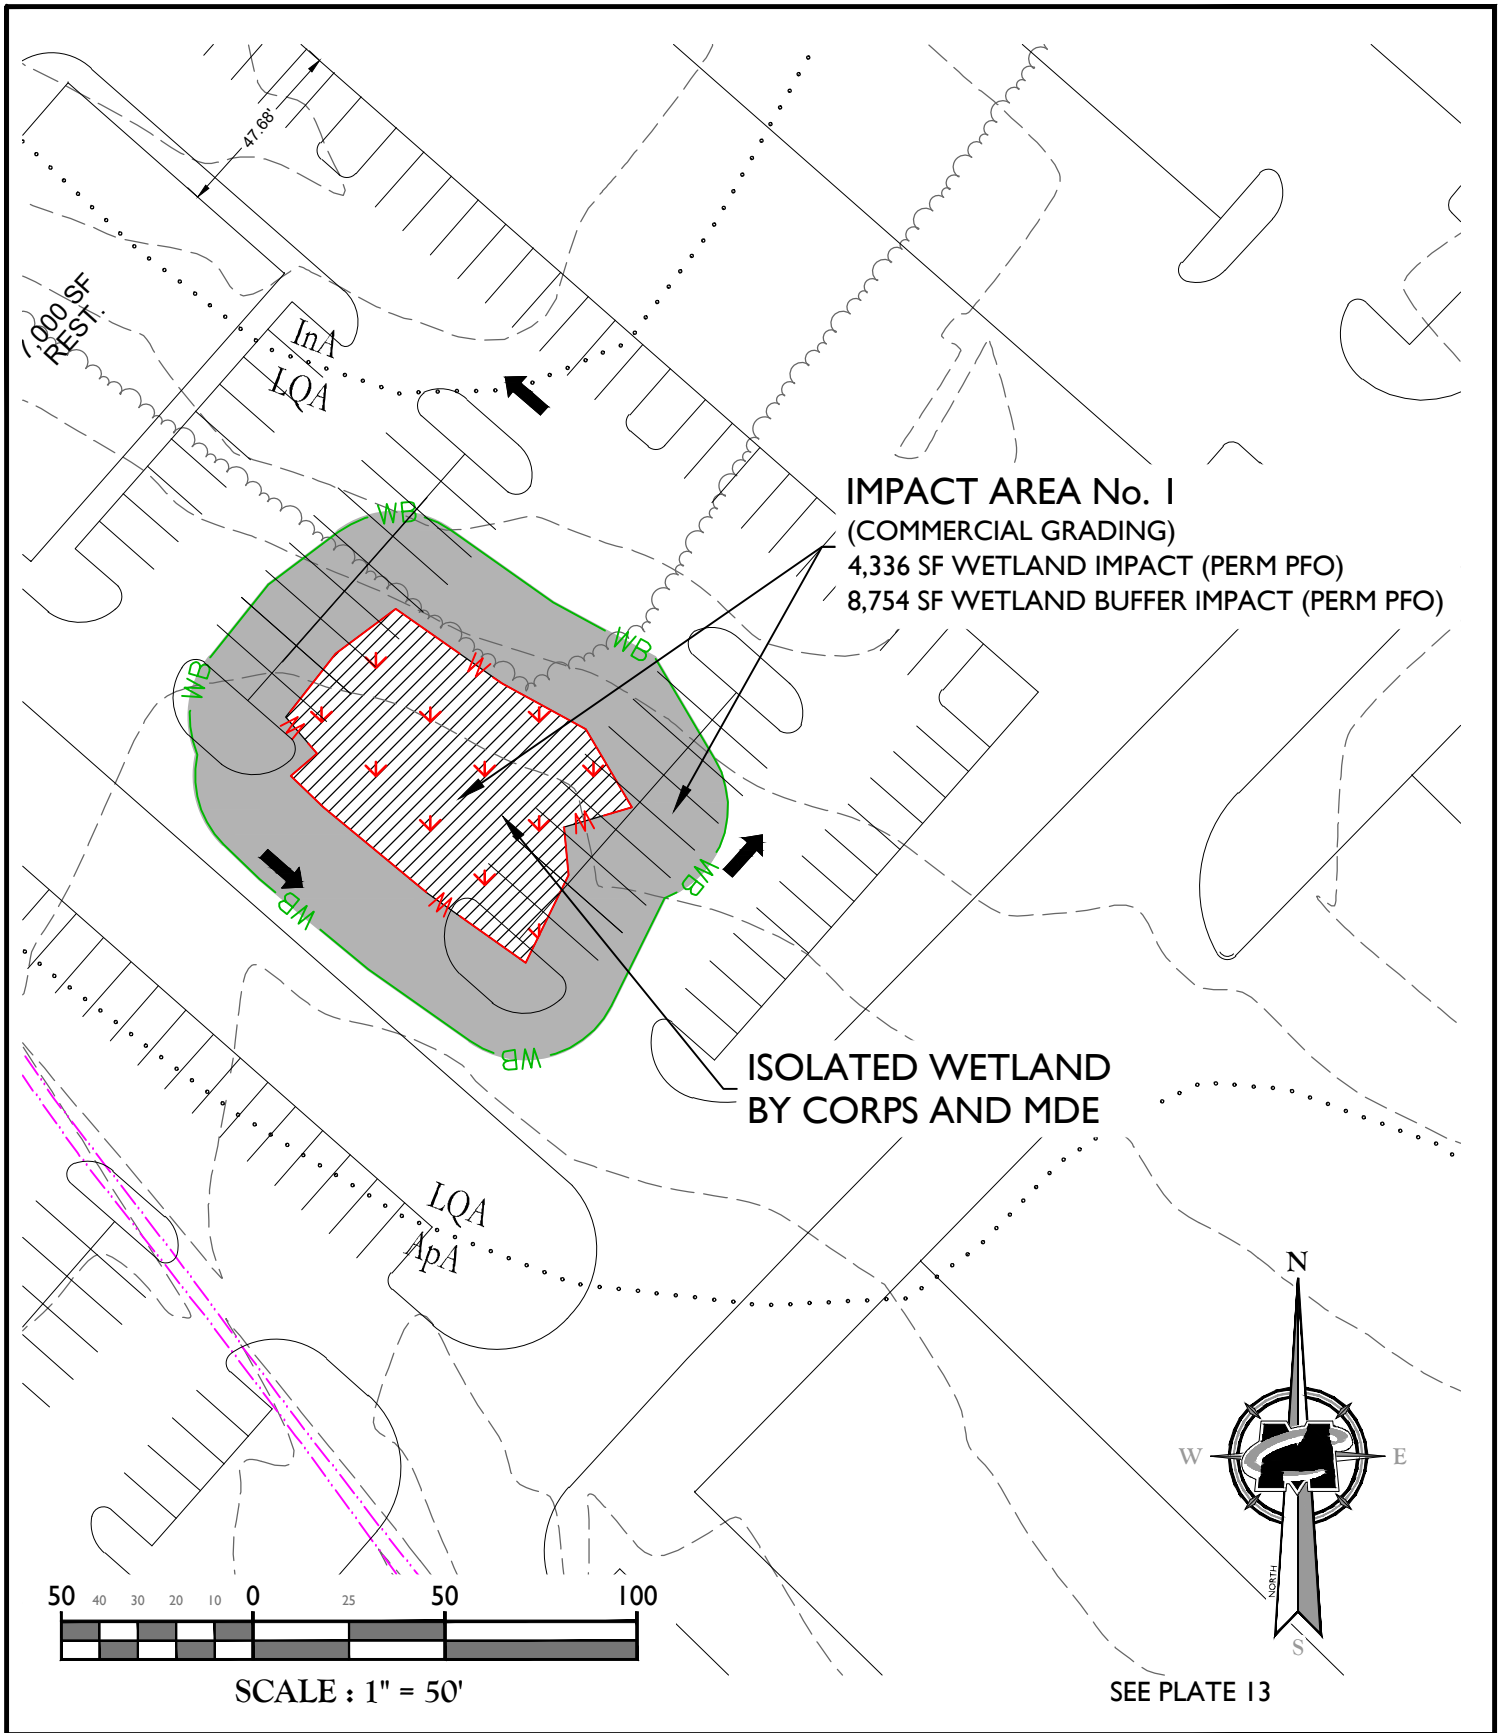 47.68'
,000 SF
REST.
InA
LQA
IMPACT AREA No. 1
(COMMERCIAL GRADING)
4,336 SF WETLAND IMPACT (PERM PFO)
8,754 SF WETLAND BUFFER IMPACT (PERM PFO)
WB
WB
WB
W
W
W
WB
W
WB
WB
ISOLATED WETLAND
BY CORPS AND MDE
LQA
ApA
N
W E
NORTH
S
50 40 30 20 10 0 25 50 100
SCALE : 1" = 50'
SEE PLATE 13